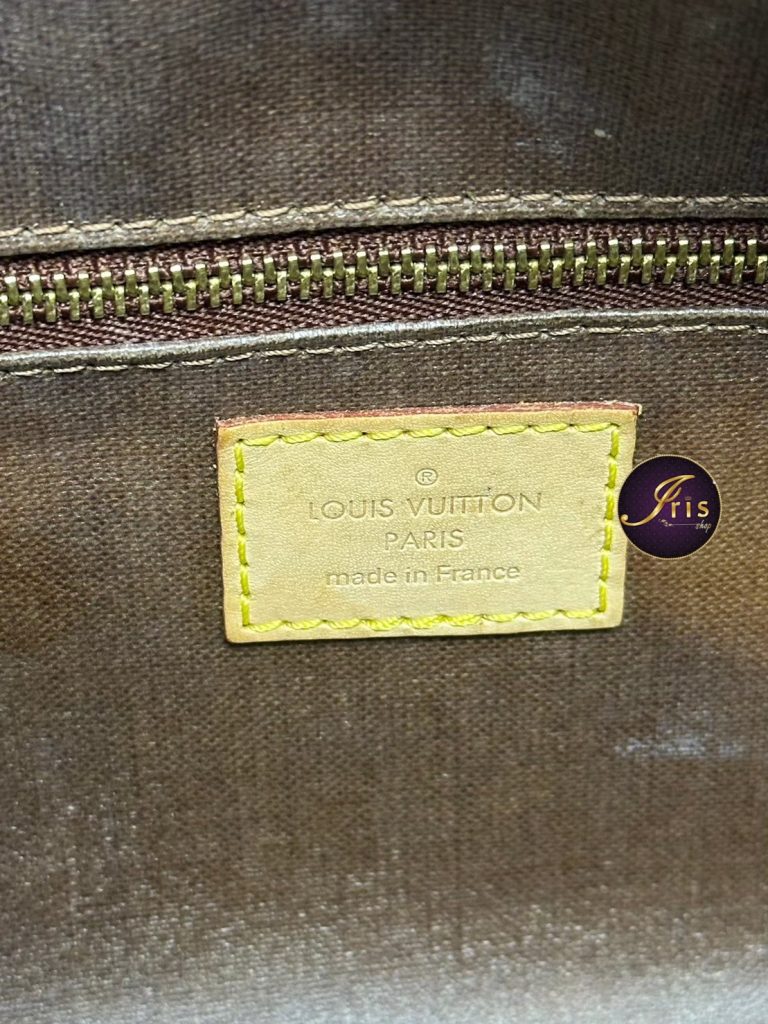 ®
LOUIS VUITTON
PARIS
made in France
Iris
shop